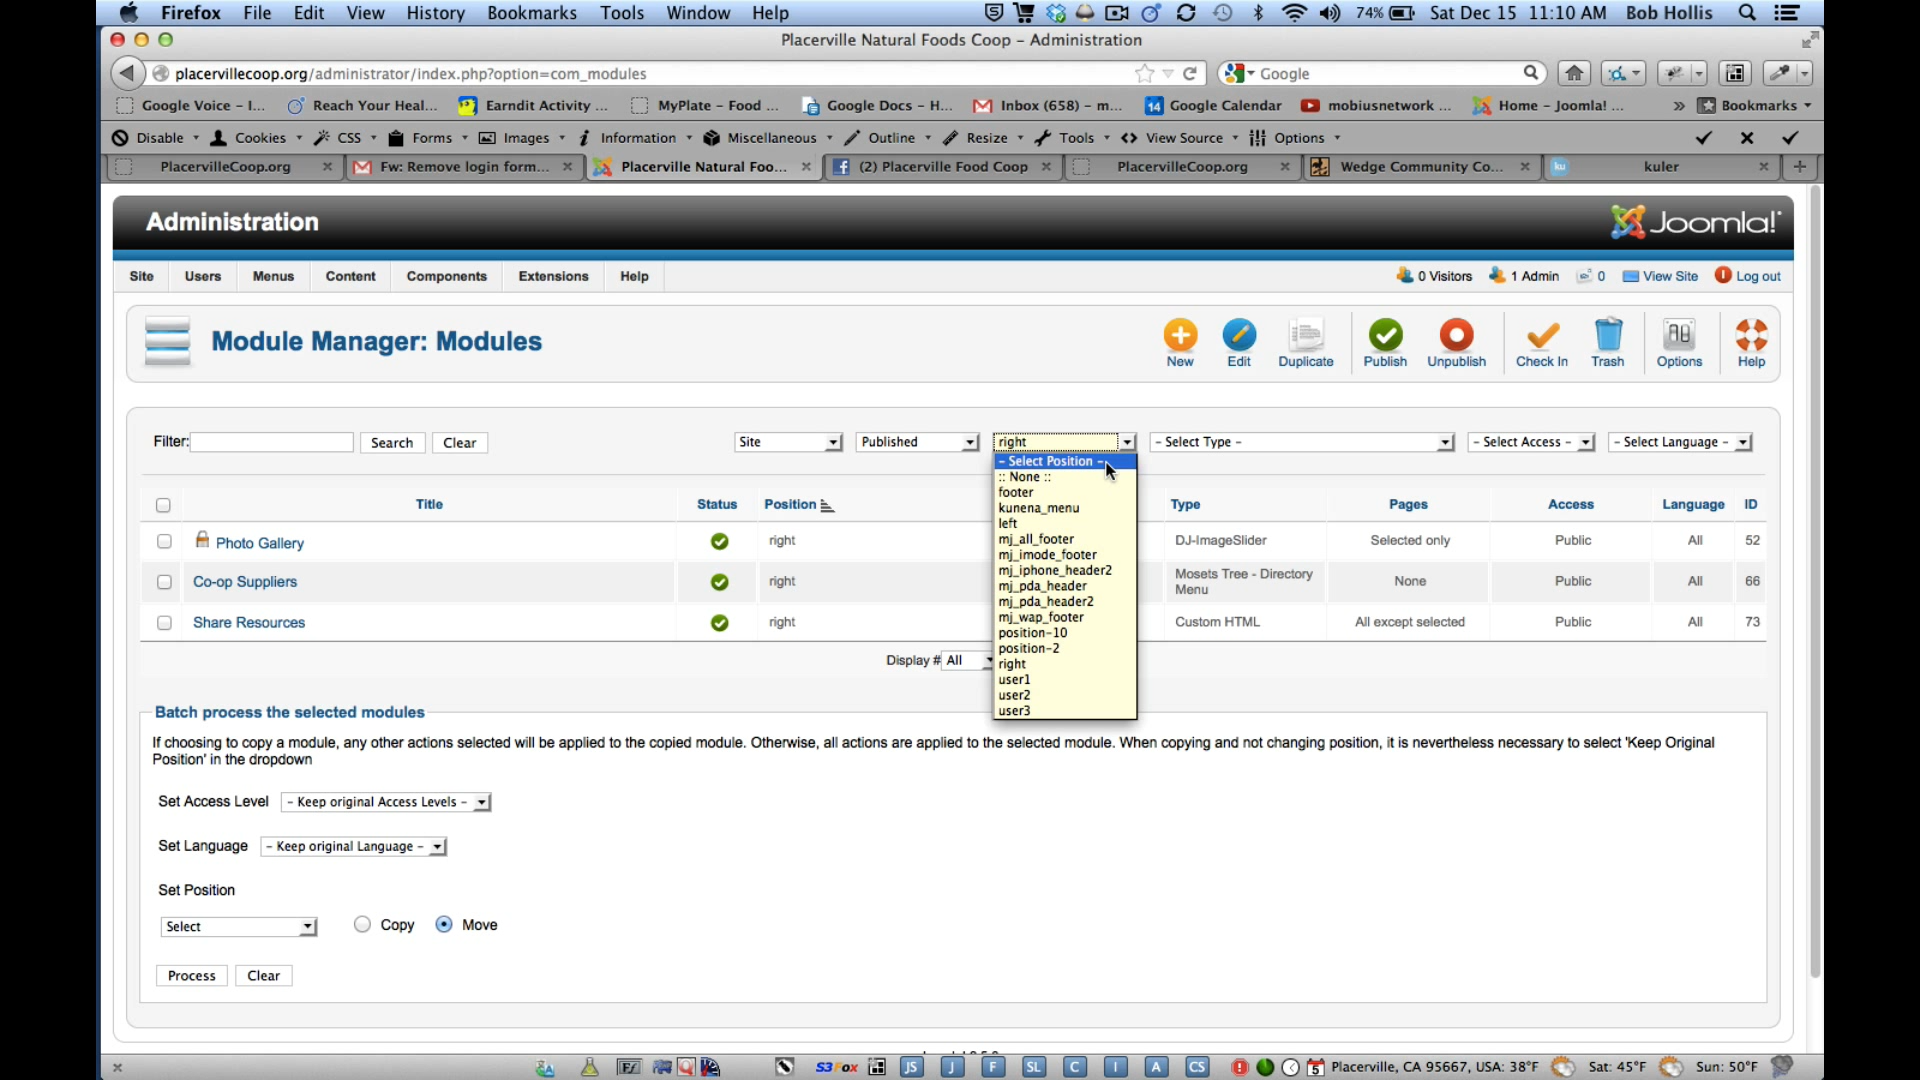 Firefox File Edit View History Bookmarks Tools Window Help 74% Sat Dec 15 11:10 AM Bob Hollis
Placerville Natural Foods Coop – Administration
placervillecoop.org/administrator/index.php?option=com_modules Google
Google Voice – I... Reach Your Heal... Earndit Activity ... MyPlate – Food ... Google Docs – H... Inbox (658) – m... 14 Google Calendar mobiusnetwork ... Home – Joomla! ... » Bookmarks
Disable Cookies CSS Forms Images Information Miscellaneous Outline Resize Tools View Source Options
PlacervilleCoop.org Fw: Remove login form... Placerville Natural Foo... (2) Placerville Food Coop PlacervilleCoop.org Wedge Community Co... ku kuler
Administration Joomla!
Site Users Menus Content Components Extensions Help 0 Visitors 1 Admin 0 View Site Log out
Module Manager: Modules
New Edit Duplicate Publish Unpublish Check In Trash Options Help
Filter: Search Clear Site Published right – Select Type – – Select Access – – Select Language –
– Select Position –
:: None ::
footer
kunena_menu
left
mj_all_footer
mj_imode_footer
mj_iphone_header2
mj_pda_header
mj_pda_header2
mj_wap_footer
position-10
position-2
right
user1
user2
user3
Title Status Position Type Pages Access Language ID
Photo Gallery right DJ-ImageSlider Selected only Public All 52
Co-op Suppliers right Mosets Tree - Directory Menu None Public All 66
Share Resources right Custom HTML All except selected Public All 73
Display # All
Batch process the selected modules
If choosing to copy a module, any other actions selected will be applied to the copied module. Otherwise, all actions are applied to the selected module. When copying and not changing position, it is nevertheless necessary to select 'Keep Original
Position' in the dropdown
Set Access Level – Keep original Access Levels –
Set Language – Keep original Language –
Set Position
Select Copy Move
Process Clear
S3Fox JS J F SL C I A CS 5 Placerville, CA 95667, USA: 38°F Sat: 45°F Sun: 50°F